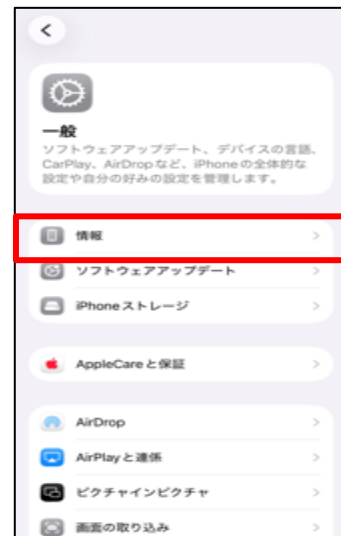 一般
ソフトウェアアップデート、デバイスの言語、
CarPlay、AirDropなど、iPhoneの全体的な
設定や自分の好みの設定を管理します。
情報
ソフトウェアアップデート
iPhoneストレージ
AppleCareと保証
AirDrop
AirPlayと連係
ピクチャインピクチャ
画面の取り込み